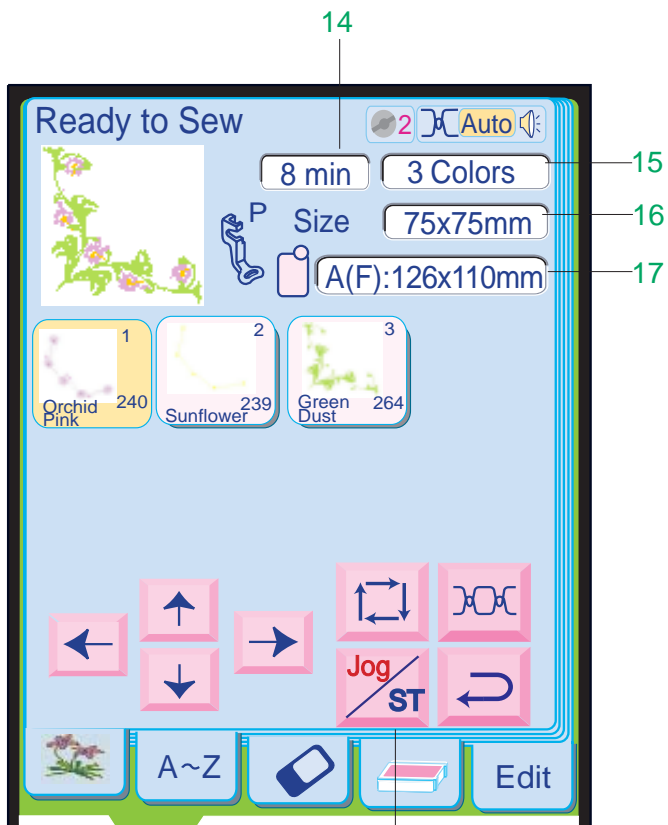 14
Ready to Sew
2 Auto
8 min
3 Colors
15
P
Size
75x75mm
16
A(F):126x110mm
17
1
Orchid
Pink
240
2
Sunflower
239
3
Green
Dust
264
Jog
ST
A~Z
Edit